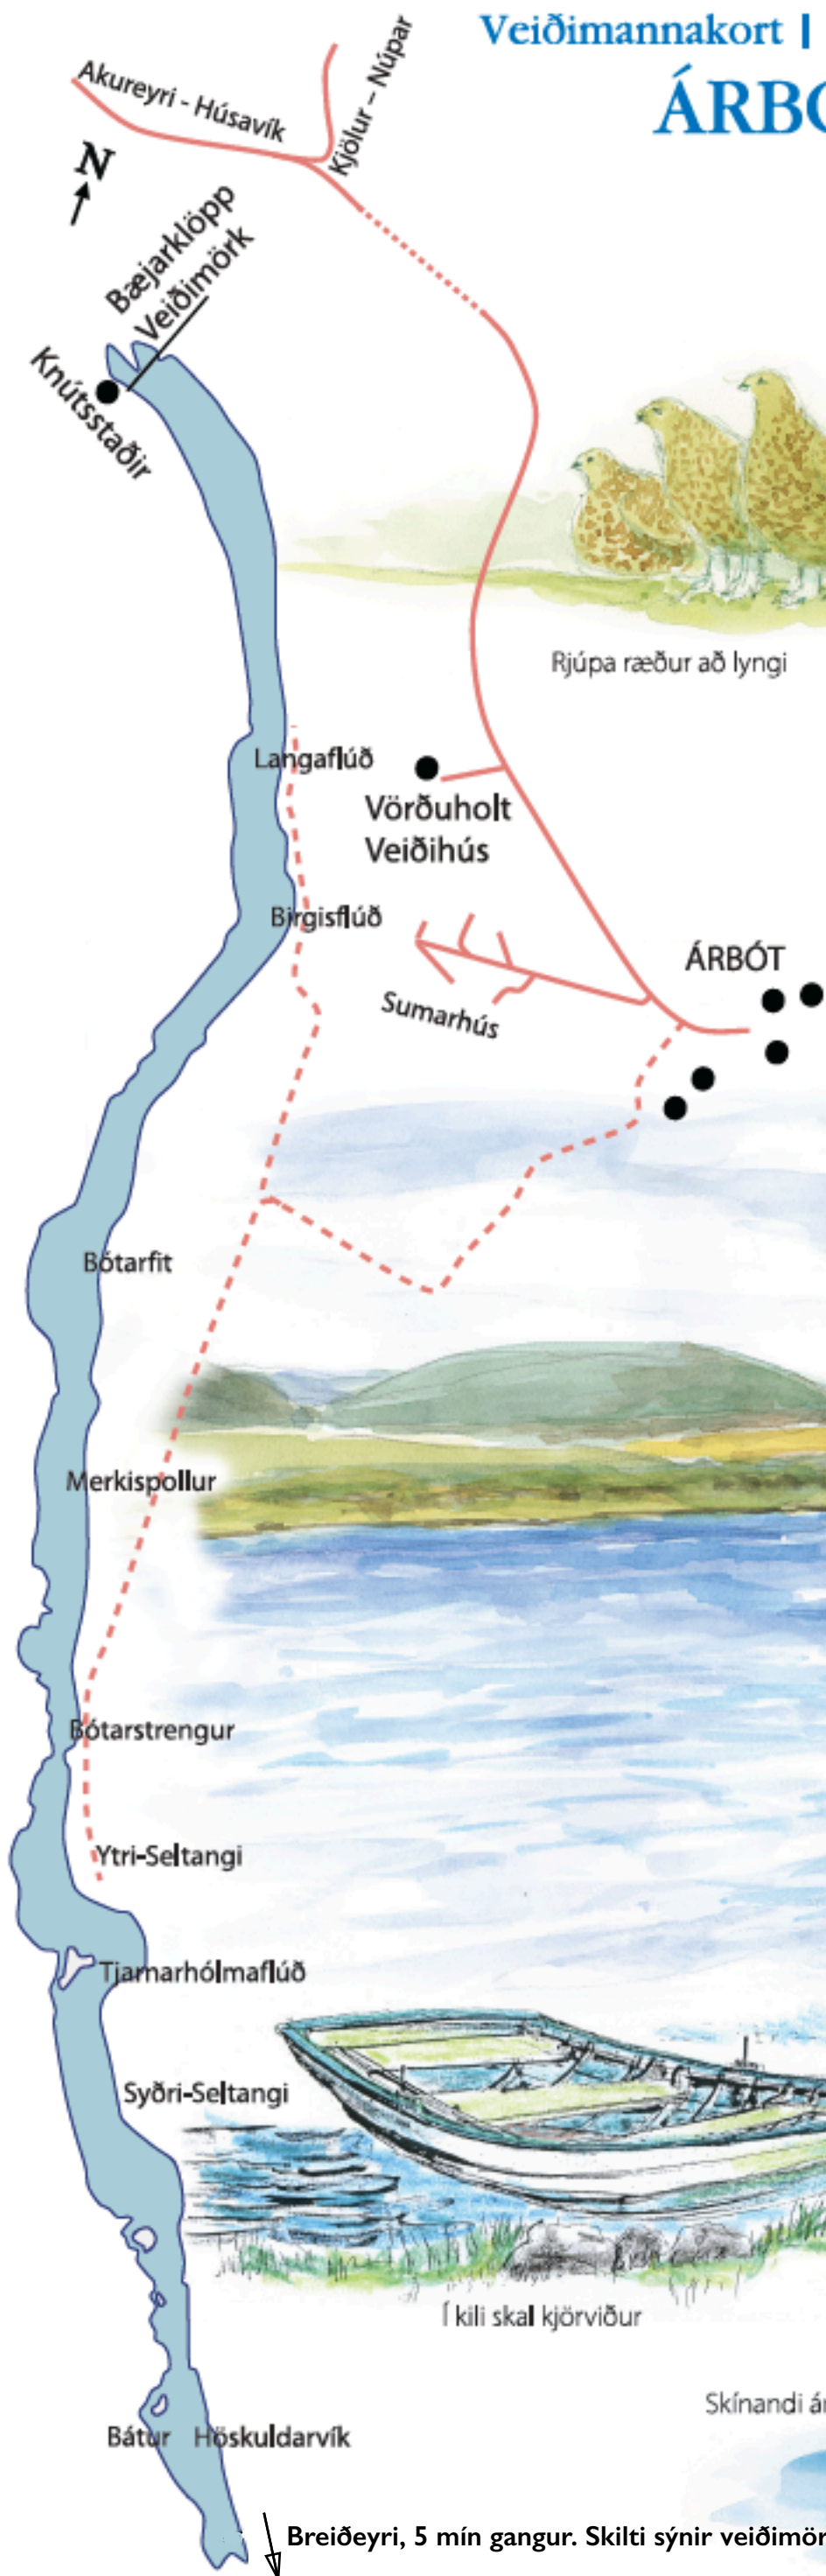 Veiðimannakort |
ÁRBÓ
Akureyri - Húsavík
Kjölur – Núpar
N
Bæjarklöpp
Veiðimörk
Knútsstaðir
Rjúpa ræður að lyngi
Langaflúð
Vörðuholt
Veiðihús
Birgisflúð
ÁRBÓT
Sumarhús
Bótarfit
Merkispollur
Bótarstrengur
Ytri-Seltangi
Tjarnarhólmaflúð
Syðri-Seltangi
Í kili skal kjörviður
Skínandi ár
Bátur Höskuldarvík
Breiðeyri, 5 mín gangur. Skilti sýnir veiðimör